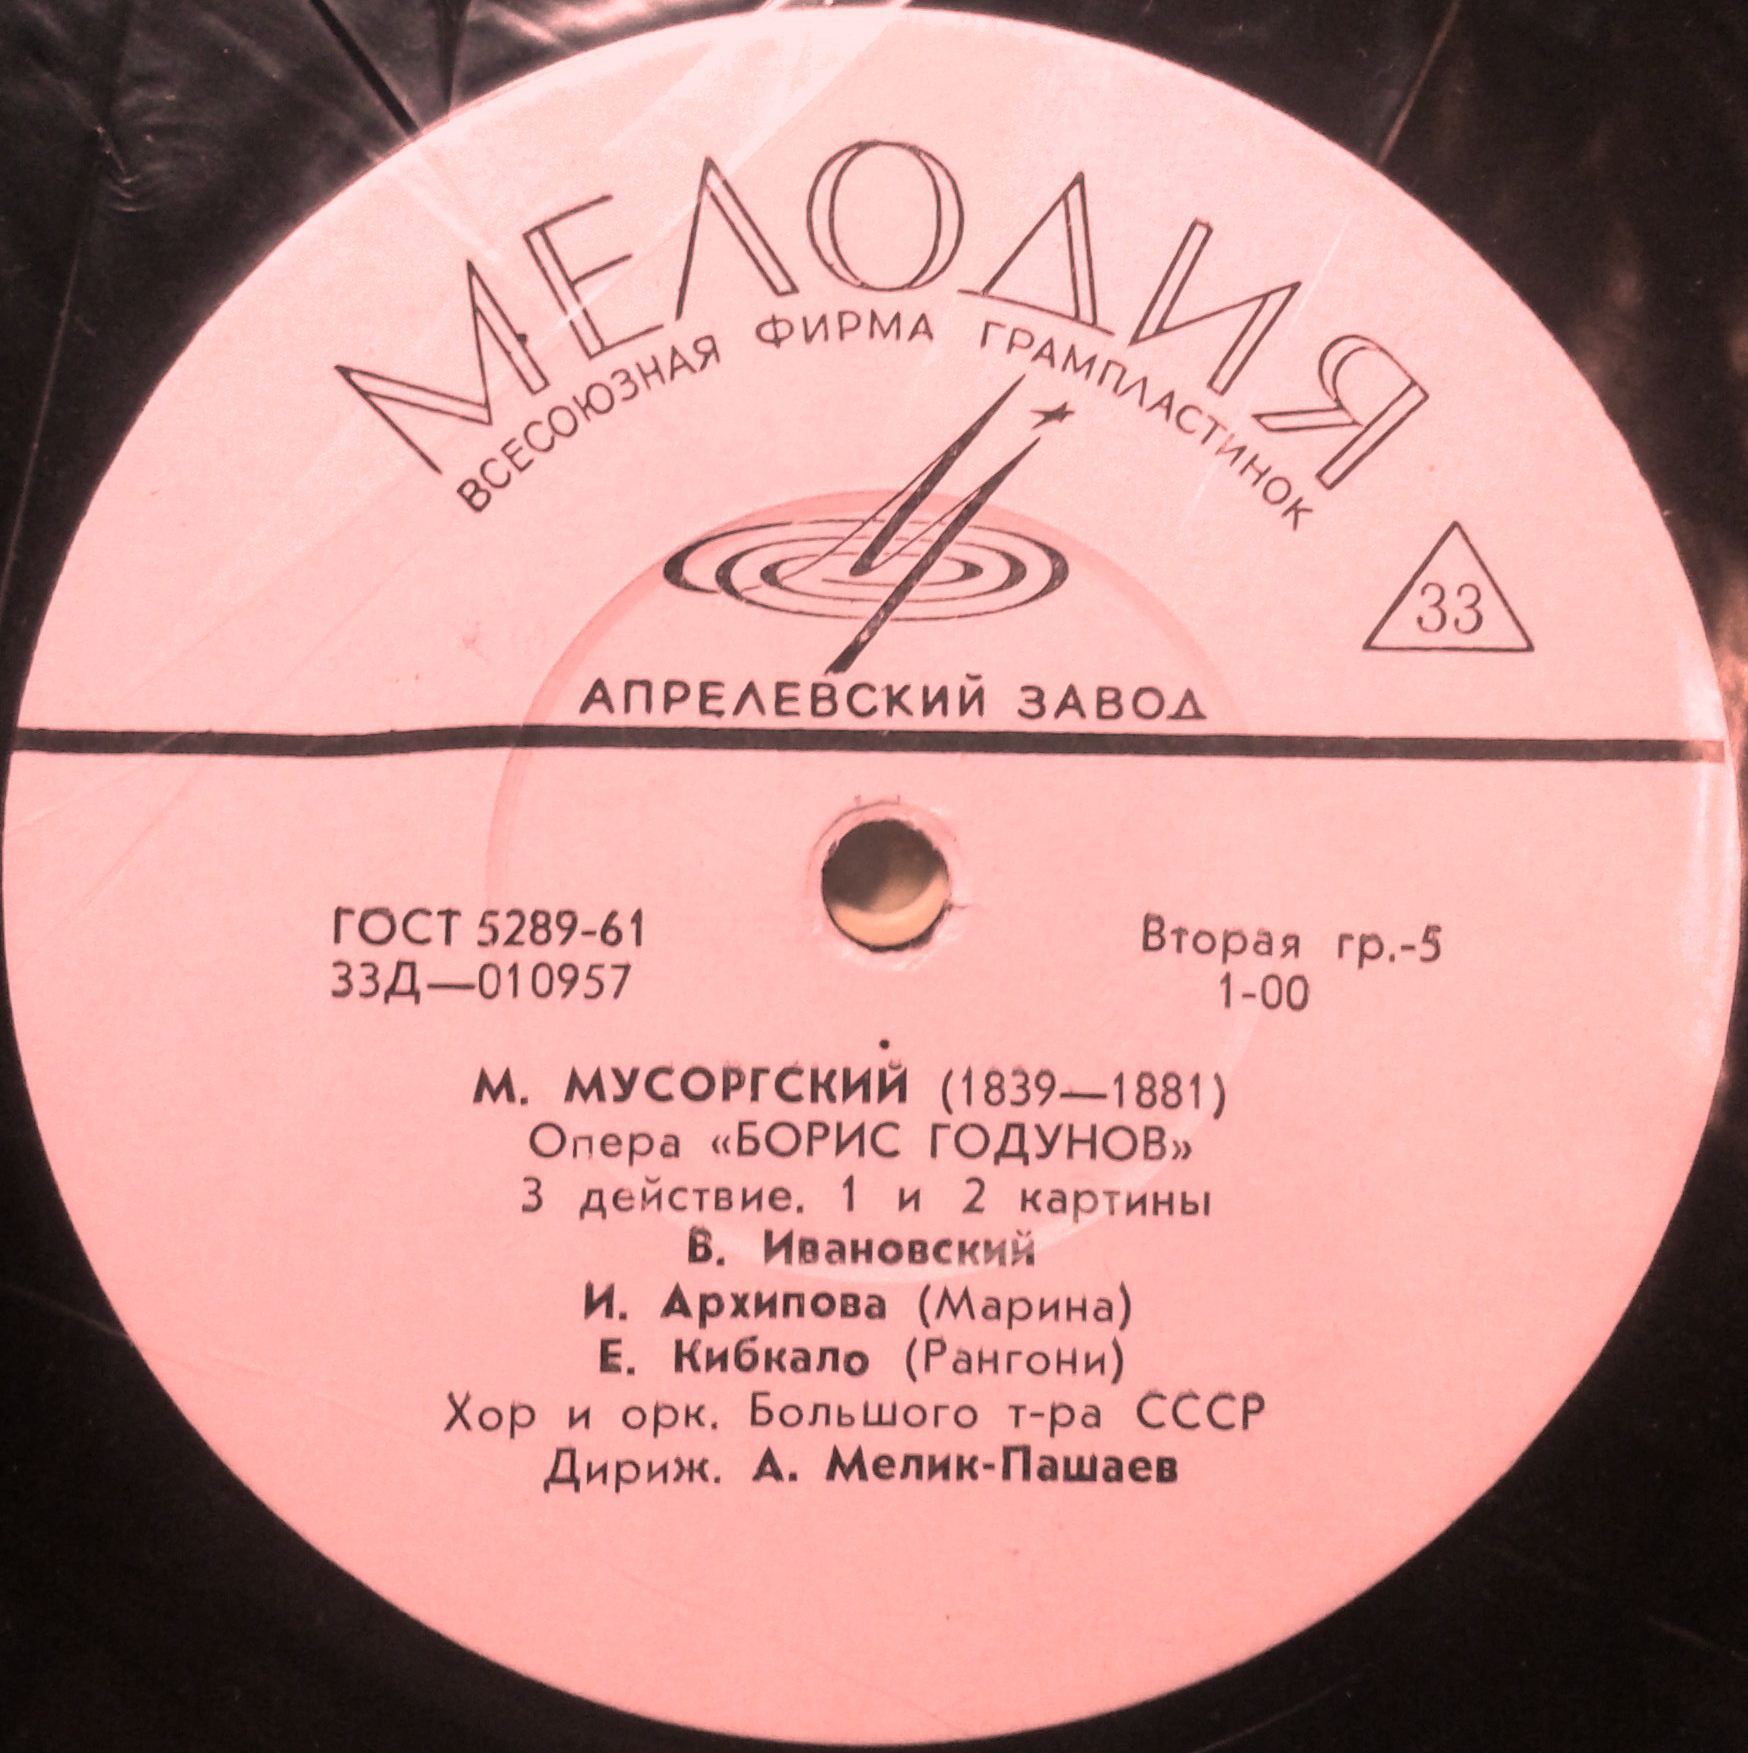 МЕЛОДИЯ
ВСЕСОЮЗНАЯ ФИРМА ГРАМПЛАСТИНОК
33
АПРЕЛЕВСКИЙ ЗАВОД
ГОСТ 5289-61
33Д—010957
Вторая гр.-5
1-00
М. МУСОРГСКИЙ (1839—1881)
Опера «БОРИС ГОДУНОВ»
3 действие. 1 и 2 картины
В. Ивановский
И. Архипова (Марина)
Е. Кибкало (Рангони)
Хор и орк. Большого т-ра СССР
Дириж. А. Мелик-Пашаев